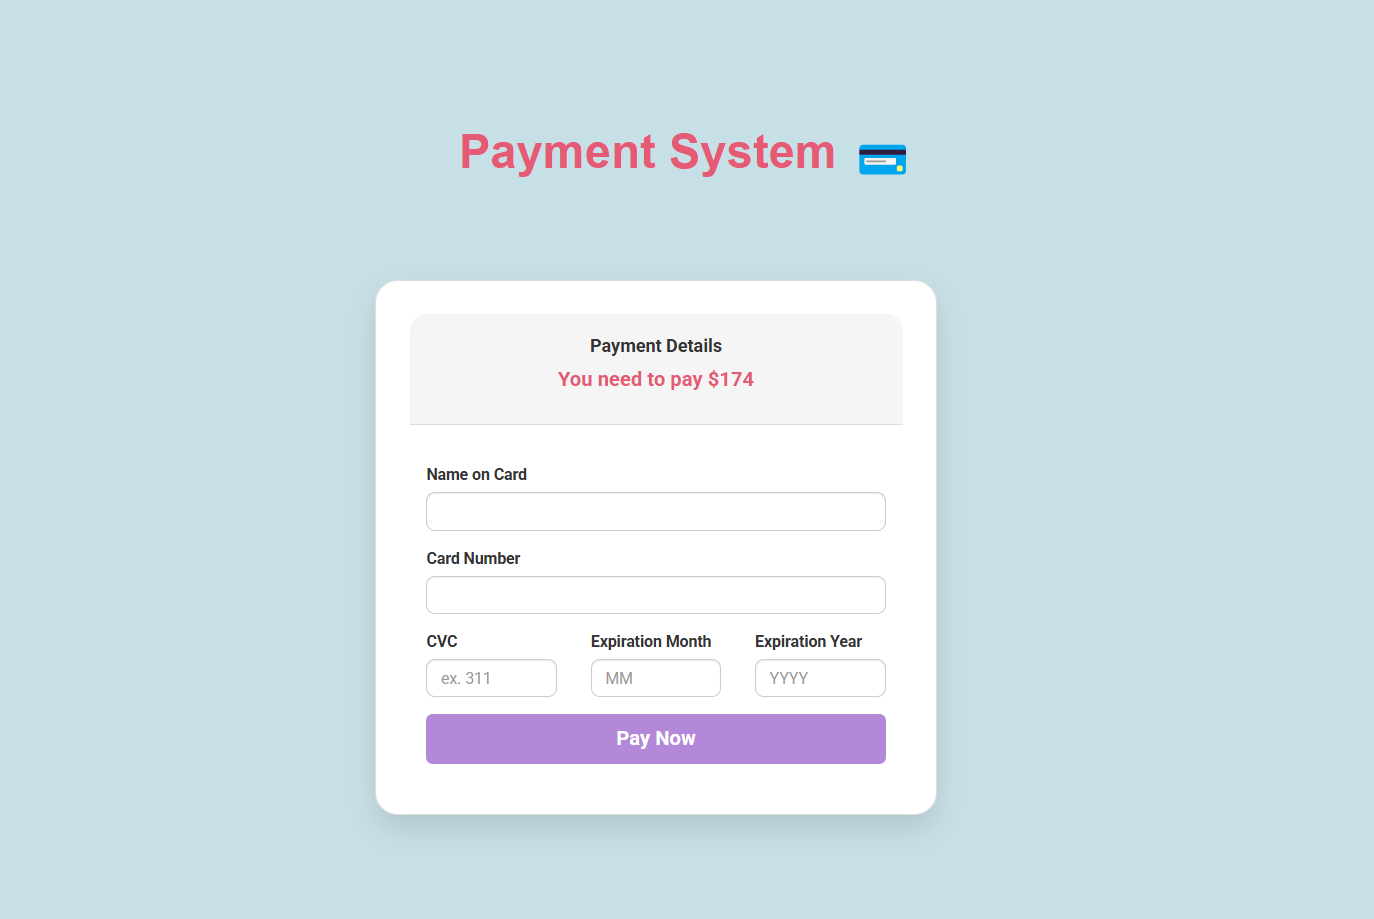 Payment System
Payment Details
You need to pay $174
Name on Card
Card Number
CVC Expiration Month Expiration Year
ex. 311 MM YYYY
Pay Now